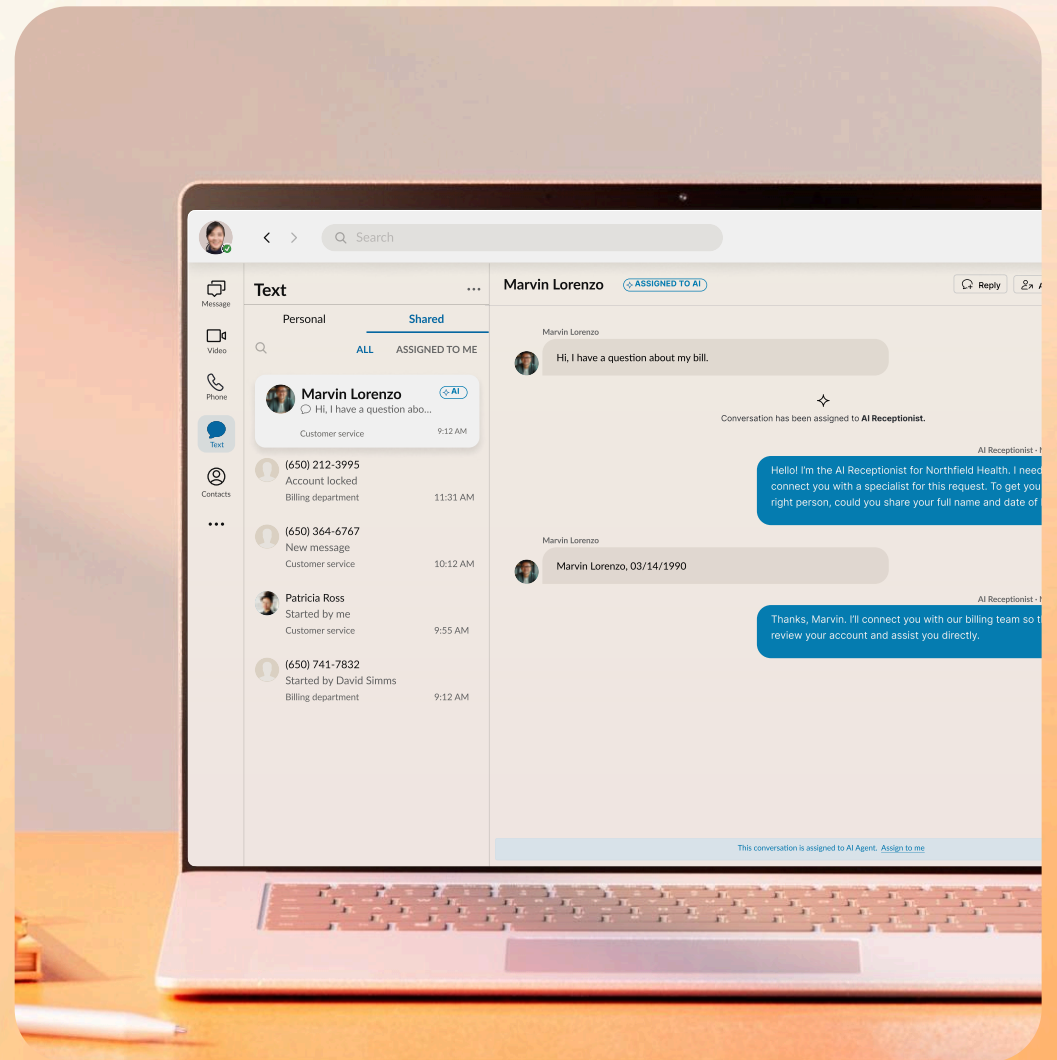 Search
Message
Video
Phone
Text
Contacts
Text
Personal
Shared
ALL
ASSIGNED TO ME
Marvin Lorenzo
AI
Hi, I have a question abo...
Customer service
9:12 AM
(650) 212-3995
Account locked
Billing department
11:31 AM
(650) 364-6767
New message
Customer service
10:12 AM
Patricia Ross
Started by me
Customer service
9:55 AM
(650) 741-7832
Started by David Simms
Billing department
9:12 AM
Marvin Lorenzo
ASSIGNED TO AI
Reply
Marvin Lorenzo
Hi, I have a question about my bill.
Conversation has been assigned to AI Receptionist.
AI Receptionist -
Hello! I'm the AI Receptionist for Northfield Health. I need
connect you with a specialist for this request. To get you
right person, could you share your full name and date of
Marvin Lorenzo
Marvin Lorenzo, 03/14/1990
AI Receptionist -
Thanks, Marvin. I'll connect you with our billing team so
review your account and assist you directly.
This conversation is assigned to AI Agent. Assign to me